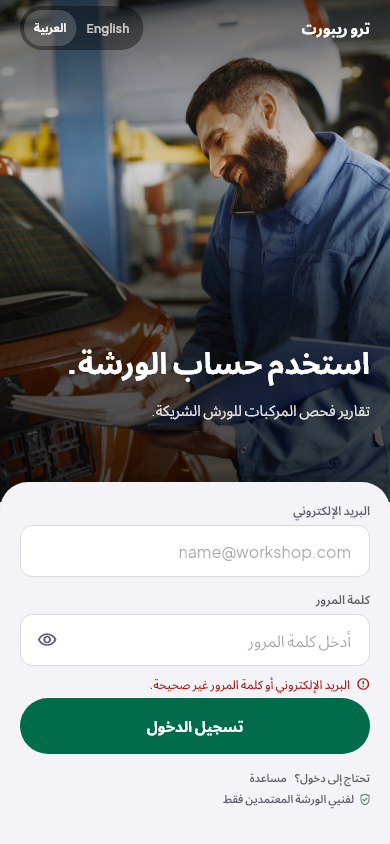 ترو ريبورت
العربية English
استخدم حساب الورشة.
تقارير فحص المركبات للورش الشريكة.
البريد الإلكتروني
name@workshop.com
كلمة المرور
أدخل كلمة المرور
البريد الإلكتروني أو كلمة المرور غير صحيحة.
تسجيل الدخول
تحتاج إلى دخول؟ مساعدة
لفنيي الورشة المعتمدين فقط